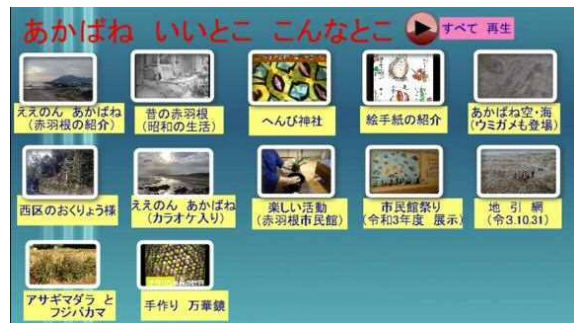 あかばね いいとこ こんなとこ
すべて 再生
ええのん あかばね
(赤羽根の紹介)
昔の赤羽根
(昭和の生活)
へんび神社
絵手紙の紹介
あかばね空・海
(ウミガメも登場)
西区のおくりょう様
ええのん あかばね
(カラオケ入り)
楽しい活動
(赤羽根市民館)
市民館祭り
(令和3年度 展示)
地 引 網
(令3.10.31)
アサギマダラ と
フジバカマ
手作り 万華鏡